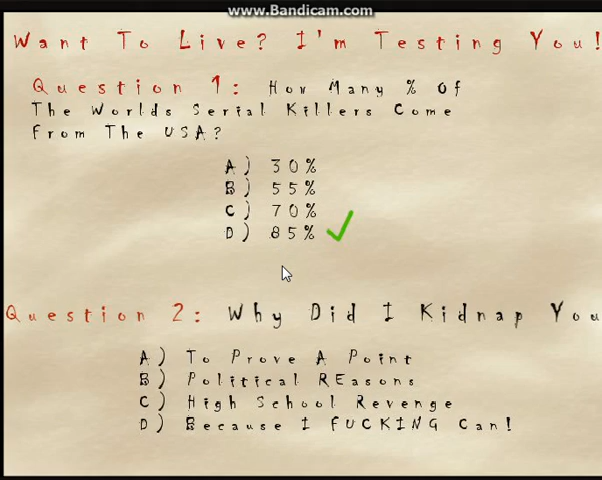 www.Bandicam.com
Want To Live? I'm Testing You!
Question 1: How Many % Of
The Worlds Serial Killers Come
From The USA?
A) 30%
B) 55%
C) 70%
D) 85%
Question 2: Why Did I Kidnap You
A) To Prove A Point
B) Political REasons
C) High School Revenge
D) Because I FUCKING Can!